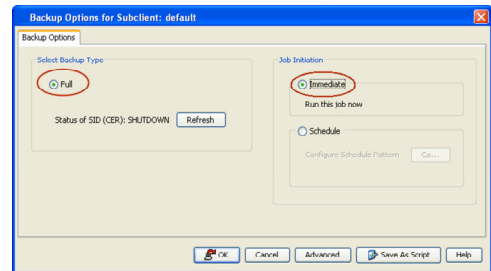 Backup Options for Subclient: default
Backup Options
Select Backup Type
Full
Status of SID (CER): SHUTDOWN
Refresh
Job Initiation
Immediate
Run this job now
Schedule
Configure Schedule Pattern
Co...
OK
Cancel
Advanced
Save As Script
Help